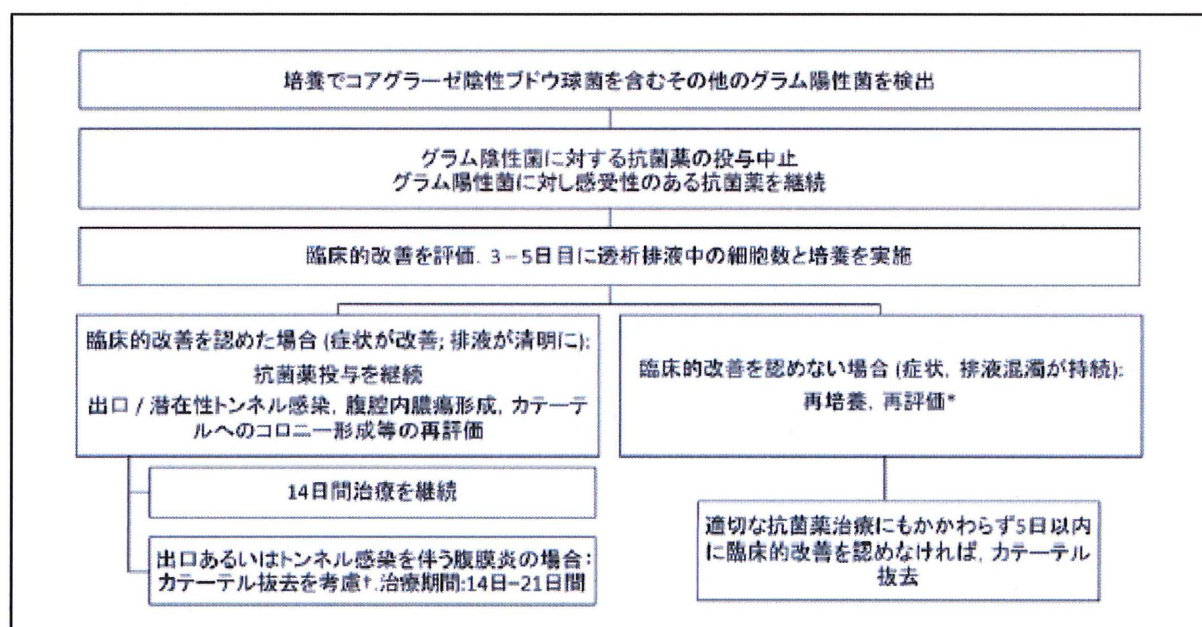 培養でコアグラーゼ陰性ブドウ球菌を含むその他のグラム陽性菌を検出
グラム陰性菌に対する抗菌薬の投与中止
グラム陽性菌に対し感受性のある抗菌薬を継続
臨床的改善を評価. 3−5日目に透析排液中の細胞数と培養を実施
臨床的改善を認めた場合 (症状が改善; 排液が清明に):
抗菌薬投与を継続
出口 / 潜在性トンネル感染, 腹腔内膿瘍形成, カテーテ
ルへのコロニー形成等の再評価
14日間治療を継続
出口あるいはトンネル感染を伴う腹膜炎の場合:
カテーテル抜去を考慮†.治療期間:14日−21日間
臨床的改善を認めない場合 (症状, 排液混濁が持続):
再培養, 再評価*
適切な抗菌薬治療にもかかわらず5日以内
に臨床的改善を認めなければ, カテーテル
抜去